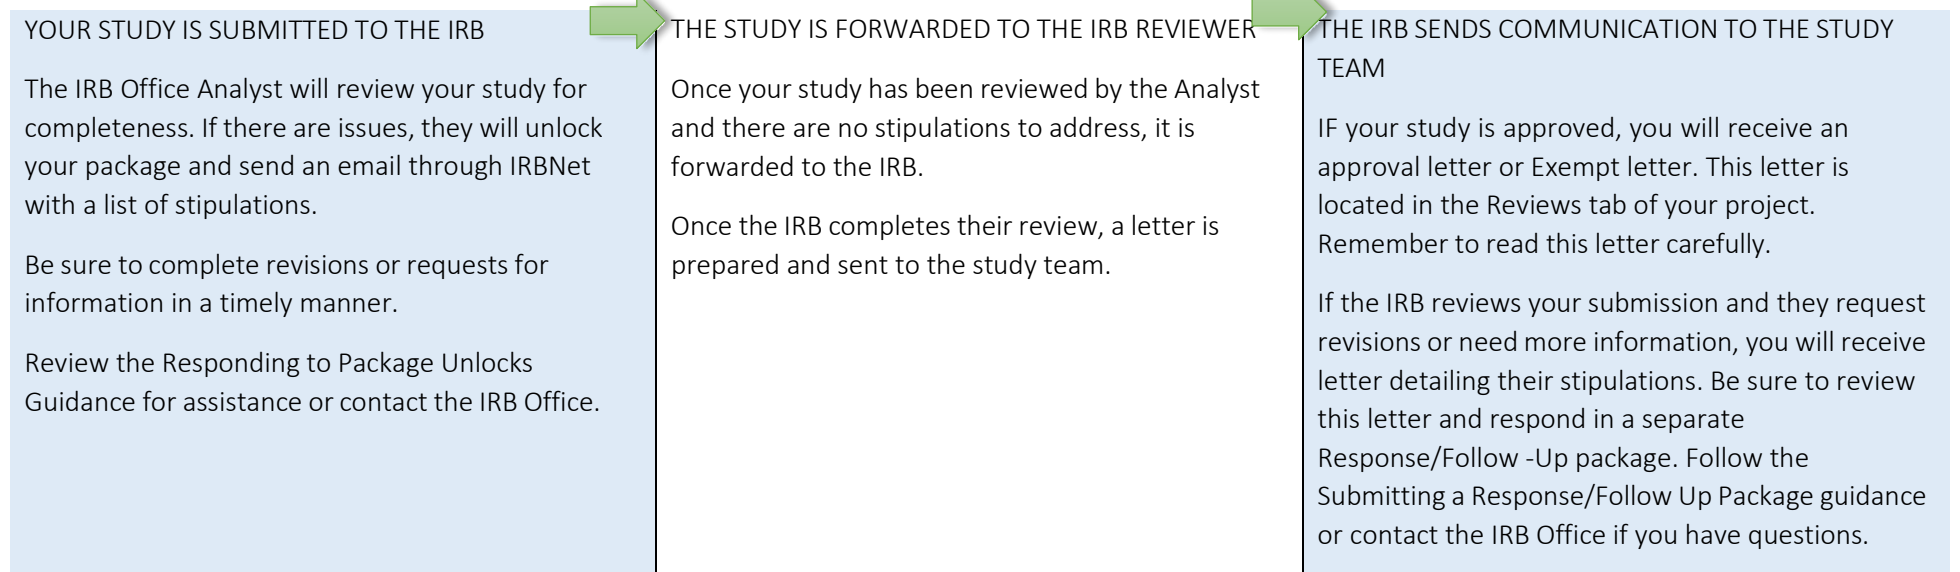 YOUR STUDY IS SUBMITTED TO THE IRB
The IRB Office Analyst will review your study for
completeness. If there are issues, they will unlock
your package and send an email through IRBNet
with a list of stipulations.
Be sure to complete revisions or requests for
information in a timely manner.
Review the Responding to Package Unlocks
Guidance for assistance or contact the IRB Office.
THE STUDY IS FORWARDED TO THE IRB REVIEWER
Once your study has been reviewed by the Analyst
and there are no stipulations to address, it is
forwarded to the IRB.
Once the IRB completes their review, a letter is
prepared and sent to the study team.
THE IRB SENDS COMMUNICATION TO THE STUDY
TEAM
IF your study is approved, you will receive an
approval letter or Exempt letter. This letter is
located in the Reviews tab of your project.
Remember to read this letter carefully.
If the IRB reviews your submission and they request
revisions or need more information, you will receive
letter detailing their stipulations. Be sure to review
this letter and respond in a separate
Response/Follow -Up package. Follow the
Submitting a Response/Follow Up Package guidance
or contact the IRB Office if you have questions.